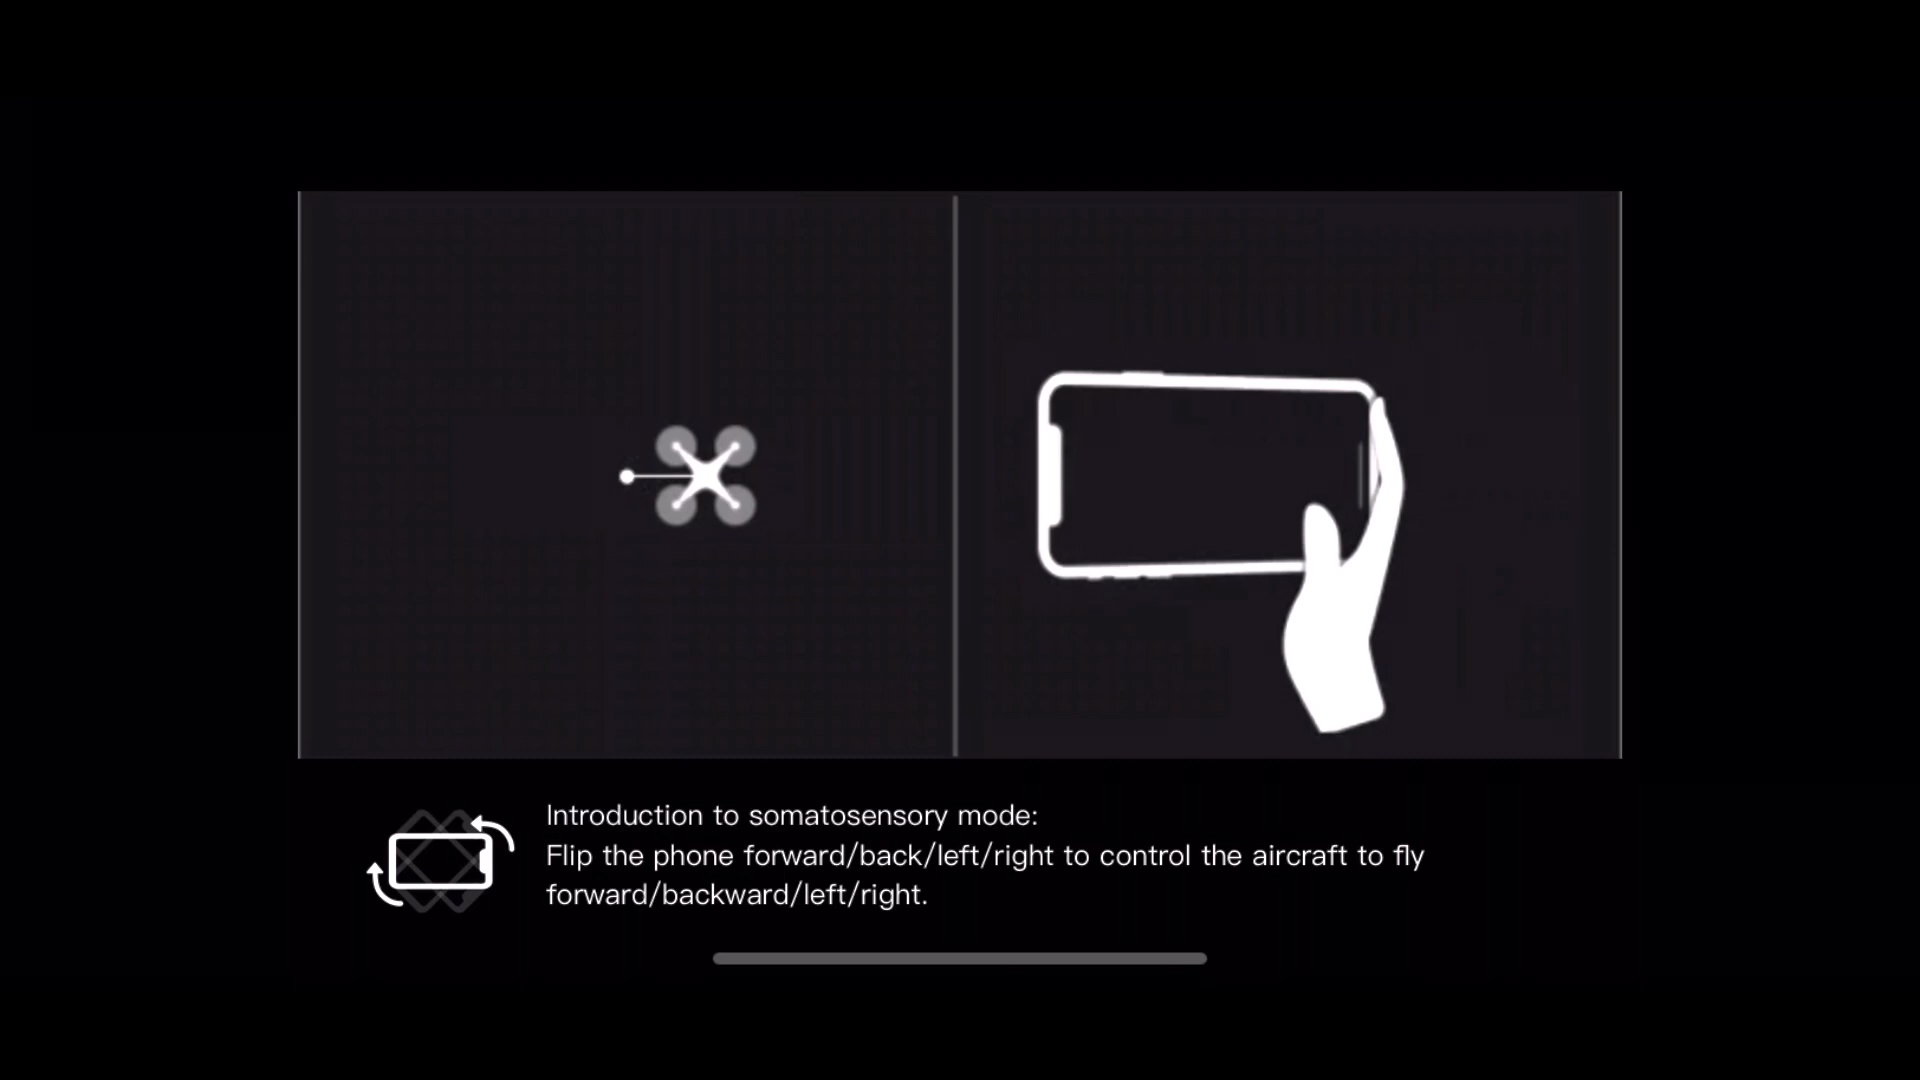 Introduction to somatosensory mode:
Flip the phone forward/back/left/right to control the aircraft to fly
forward/backward/left/right.